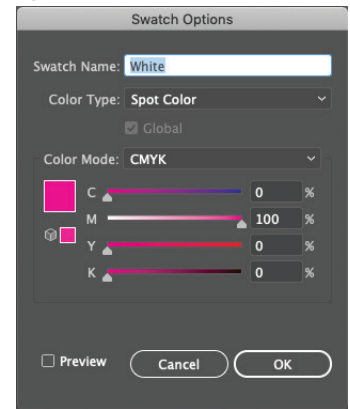 Swatch Options
Swatch Name: White
Color Type: Spot Color
Global
Color Mode: CMYK
C 0 %
M 100 %
Y 0 %
K 0 %
Preview Cancel OK